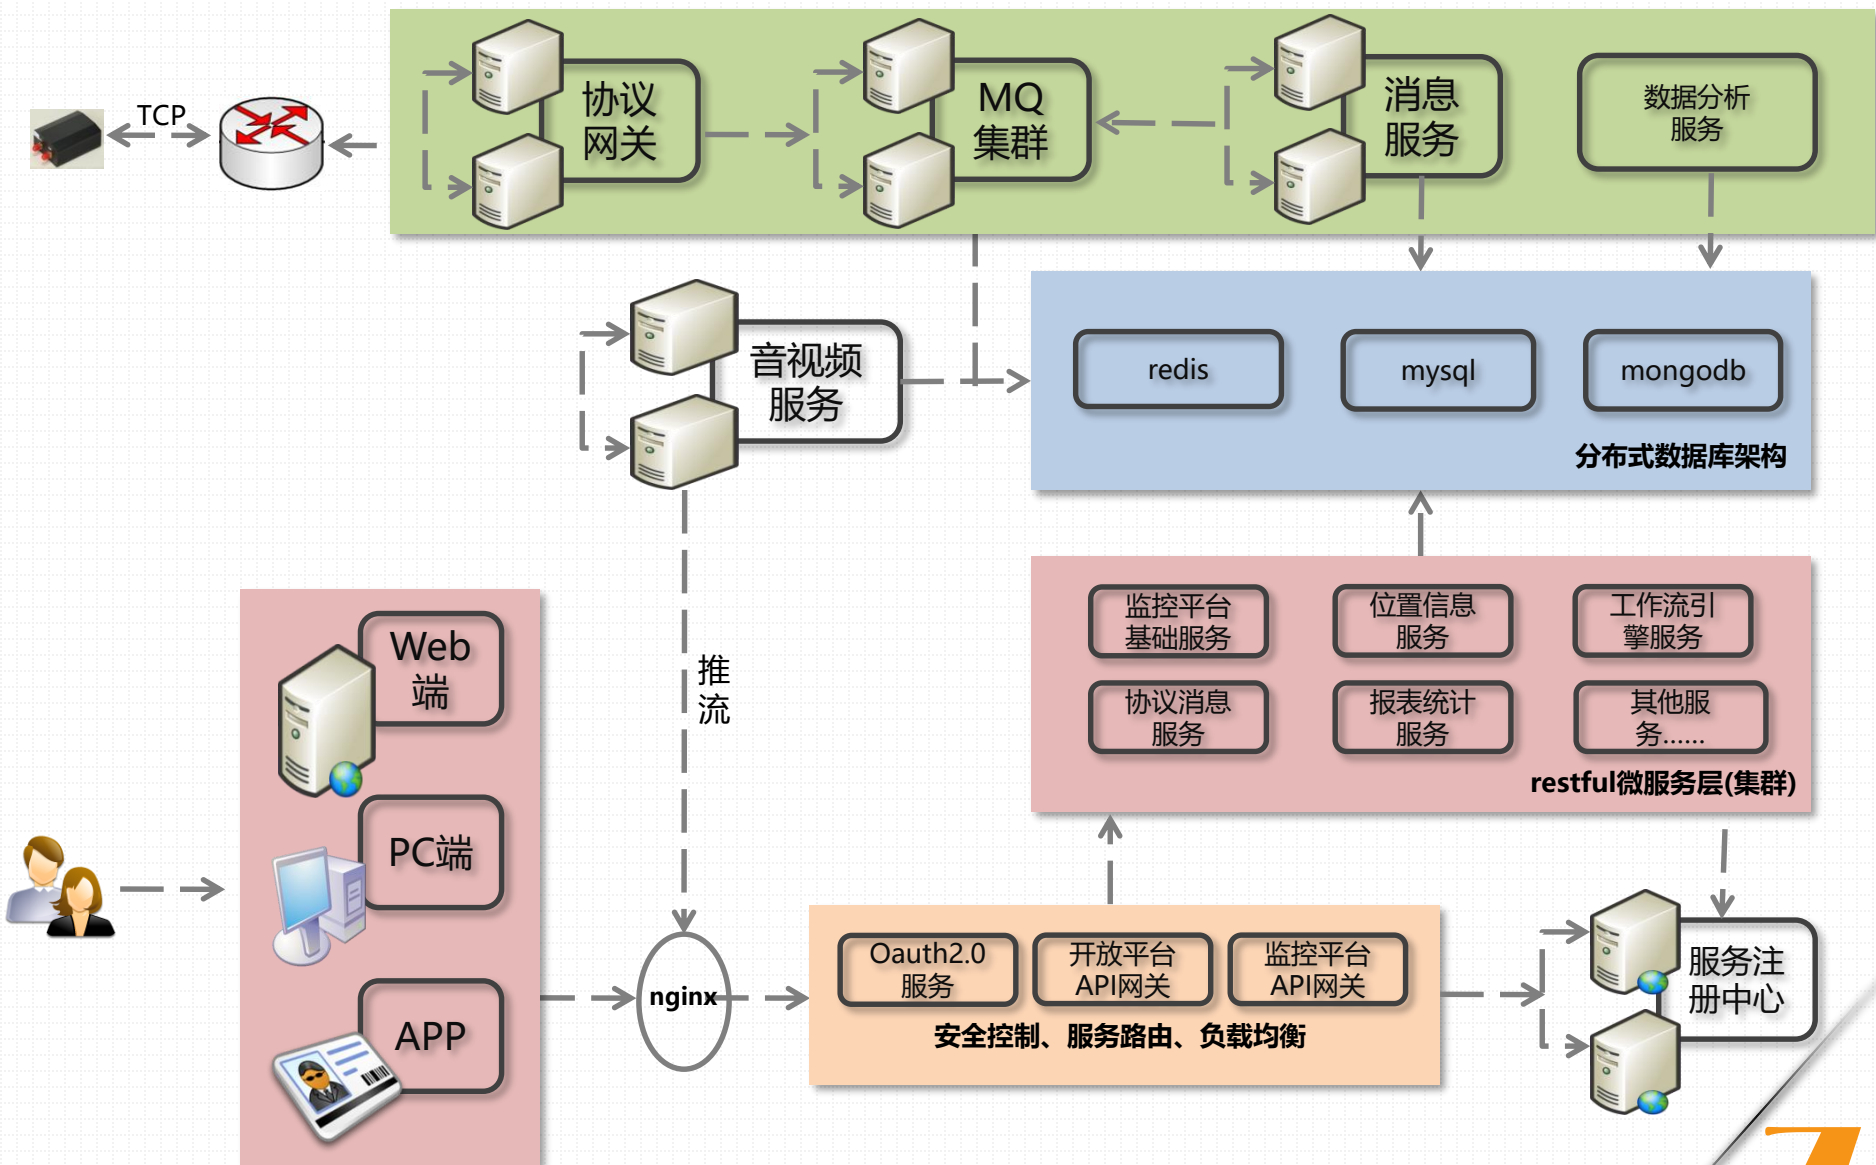 TCP
协议
网关
MQ
集群
消息
服务
数据分析
服务
音视频
服务
redis
mysql
mongodb
分布式数据库架构
推
流
监控平台
基础服务
位置信息
服务
工作流引
擎服务
协议消息
服务
报表统计
服务
其他服
务......
restful微服务层(集群)
Web
端
PC端
APP
nginx
Oauth2.0
服务
开放平台
API网关
监控平台
API网关
安全控制、服务路由、负载均衡
服务注
册中心